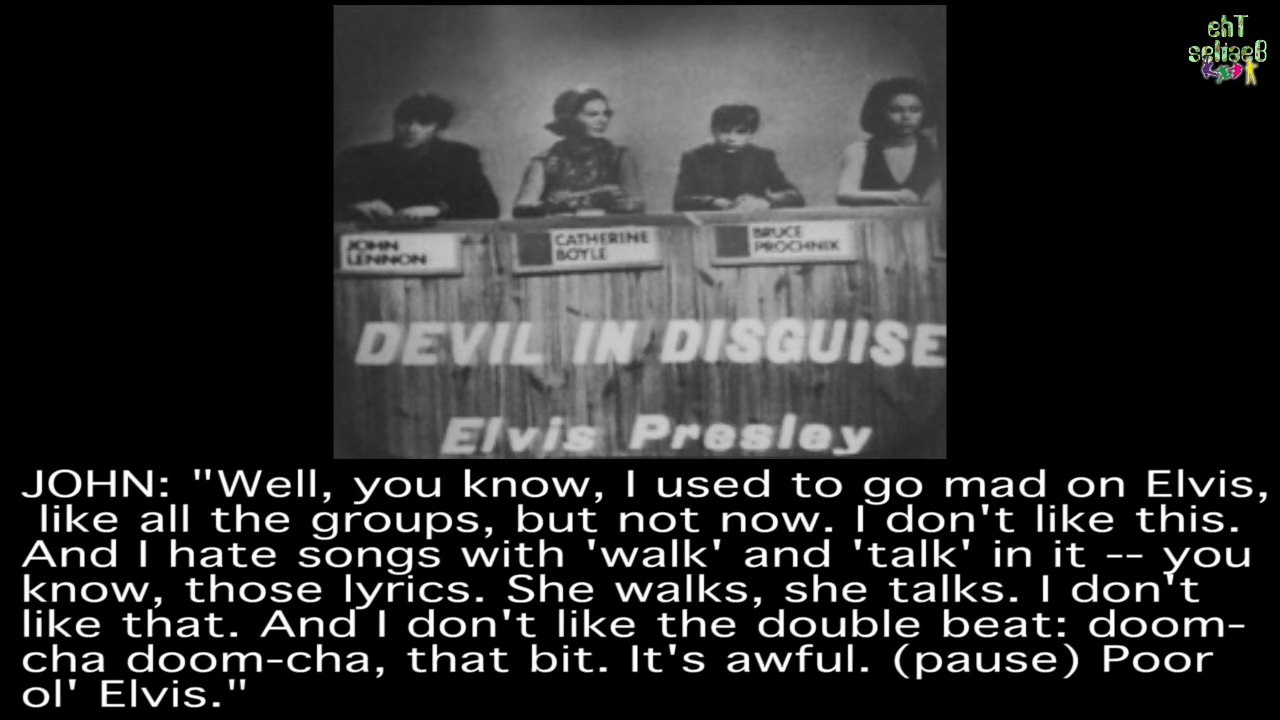 ehT
seltaeB
JOHN
LENNON
CATHERINE
BOYLE
BRUCE
PROCHNIK
DEVIL IN DISGUISE
Elvis Presley
JOHN: "Well, you know, I used to go mad on Elvis,
like all the groups, but not now. I don't like this.
And I hate songs with 'walk' and 'talk' in it -- you
know, those lyrics. She walks, she talks. I don't
like that. And I don't like the double beat: doom-
cha doom-cha, that bit. It's awful. (pause) Poor
ol' Elvis."